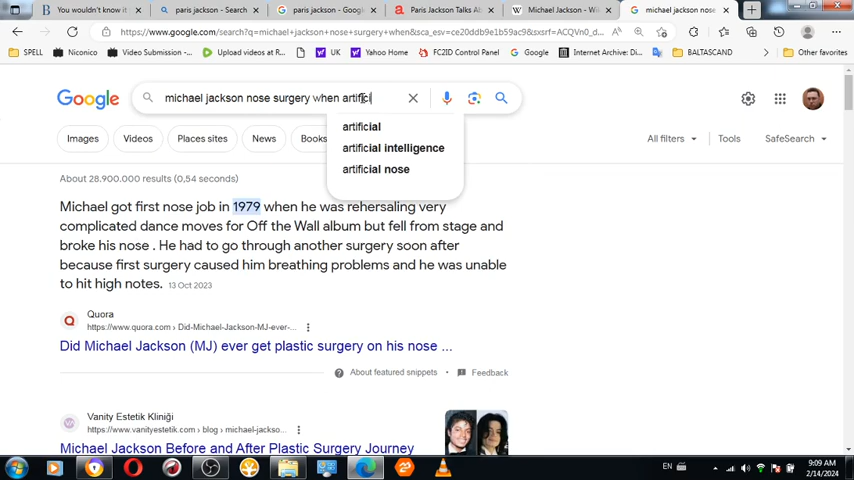 You wouldn't know it
paris jackson - Search
paris jackson - Goog
Paris Jackson Talks Ab
Michael Jackson - Wi
michael jackson nose
https://www.google.com/search?q=michael+jackson+nose+surgery+when&sca_esv=e22ddb9e1b51c9ac9&sxsrf=ACQVn0_d...
SPELL
Niconico
Video Submission -...
Upload videos at R...
UK
Yahoo Home
FC2ID Control Panel
Google
Internet Archive: Di...
BALTASCAND
Other favorites
Google
michael jackson nose surgery when artifici
artificial
artificial intelligence
artificial nose
Images
Videos
Places sites
News
Books
All filters
Tools
SafeSearch
About 28.900.000 results (0,54 seconds)
Michael got first nose job in 1979 when he was rehersaling very
complicated dance moves for Off the Wall album but fell from stage and
broke his nose . He had to go through another surgery soon after
because first surgery caused him breathing problems and he was unable
to hit high notes. 13 Oct 2023
Quora
https://www.quora.com › Did-Michael-Jackson-MJ-ever-...
Did Michael Jackson (MJ) ever get plastic surgery on his nose ...
About featured snippets
Feedback
Vanity Estetik Kliniği
https://www.vanityestetik.com › blog › michael-jackso...
Michael Jackson Before and After Plastic Surgery Journey
EN
9:09 AM
2/14/2024